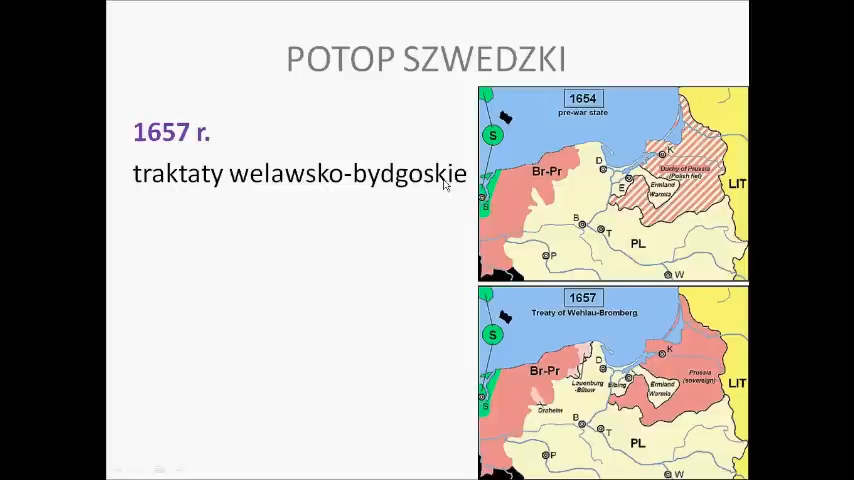 POTOP SZWEDZKI
1657 r.
traktaty welawsko-bydgoskie
1654
pre-war state
S
Br-Pr
D
K
Duchy of Prussia
(Polish fief)
E
Ermland
Warmia
LIT
S
B
T
PL
P
W
1657
Treaty of Wehlau-Bromberg
S
Br-Pr
D
K
Prussia
(sovereign)
Lauenburg
-Bütow
Elbing
Ermland
Warmia
LIT
S
Draheim
B
T
PL
P
W